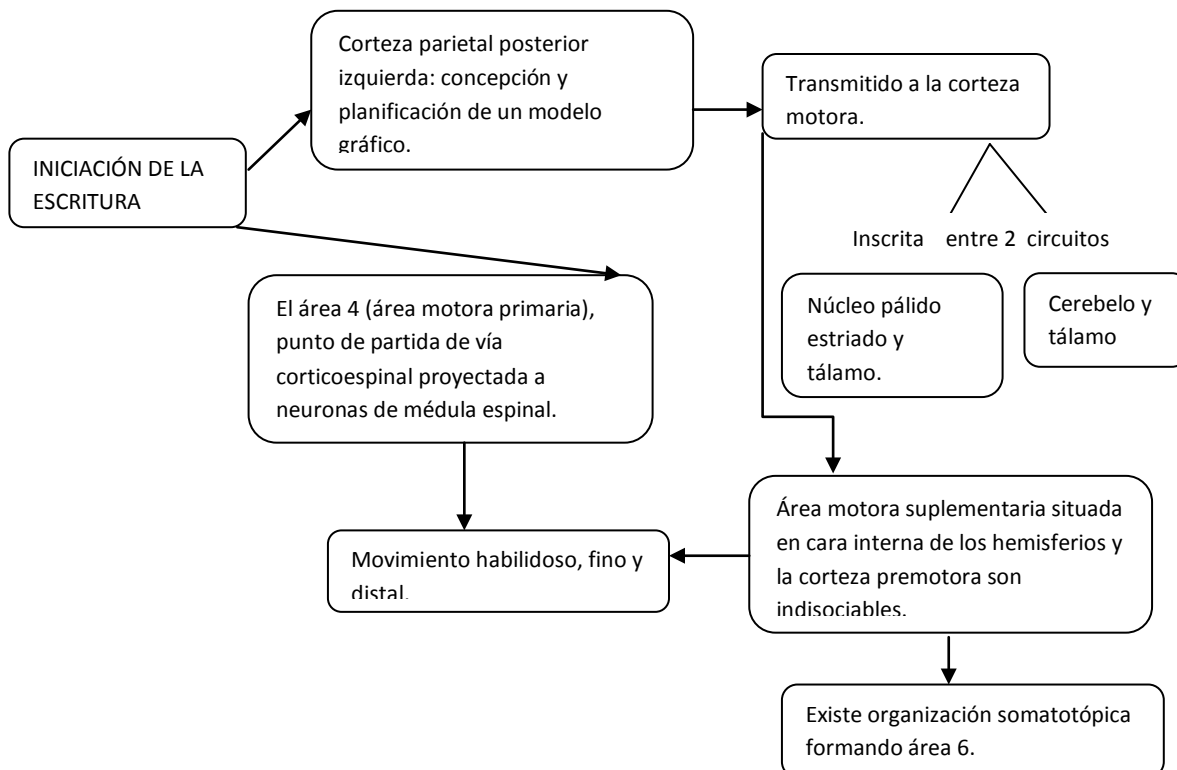 Corteza parietal posterior
izquierda: concepción y
planificación de un modelo
gráfico.
Transmitido a la corteza
motora.
INICIACIÓN DE LA
ESCRITURA
Inscrita entre 2 circuitos
El área 4 (área motora primaria),
punto de partida de vía
corticoespinal proyectada a
neuronas de médula espinal.
Núcleo pálido
estriado y
tálamo.
Cerebelo y
tálamo
Movimiento habilidoso, fino y
distal.
Área motora suplementaria situada
en cara interna de los hemisferios y
la corteza premotora son
indisociables.
Existe organización somatotópica
formando área 6.